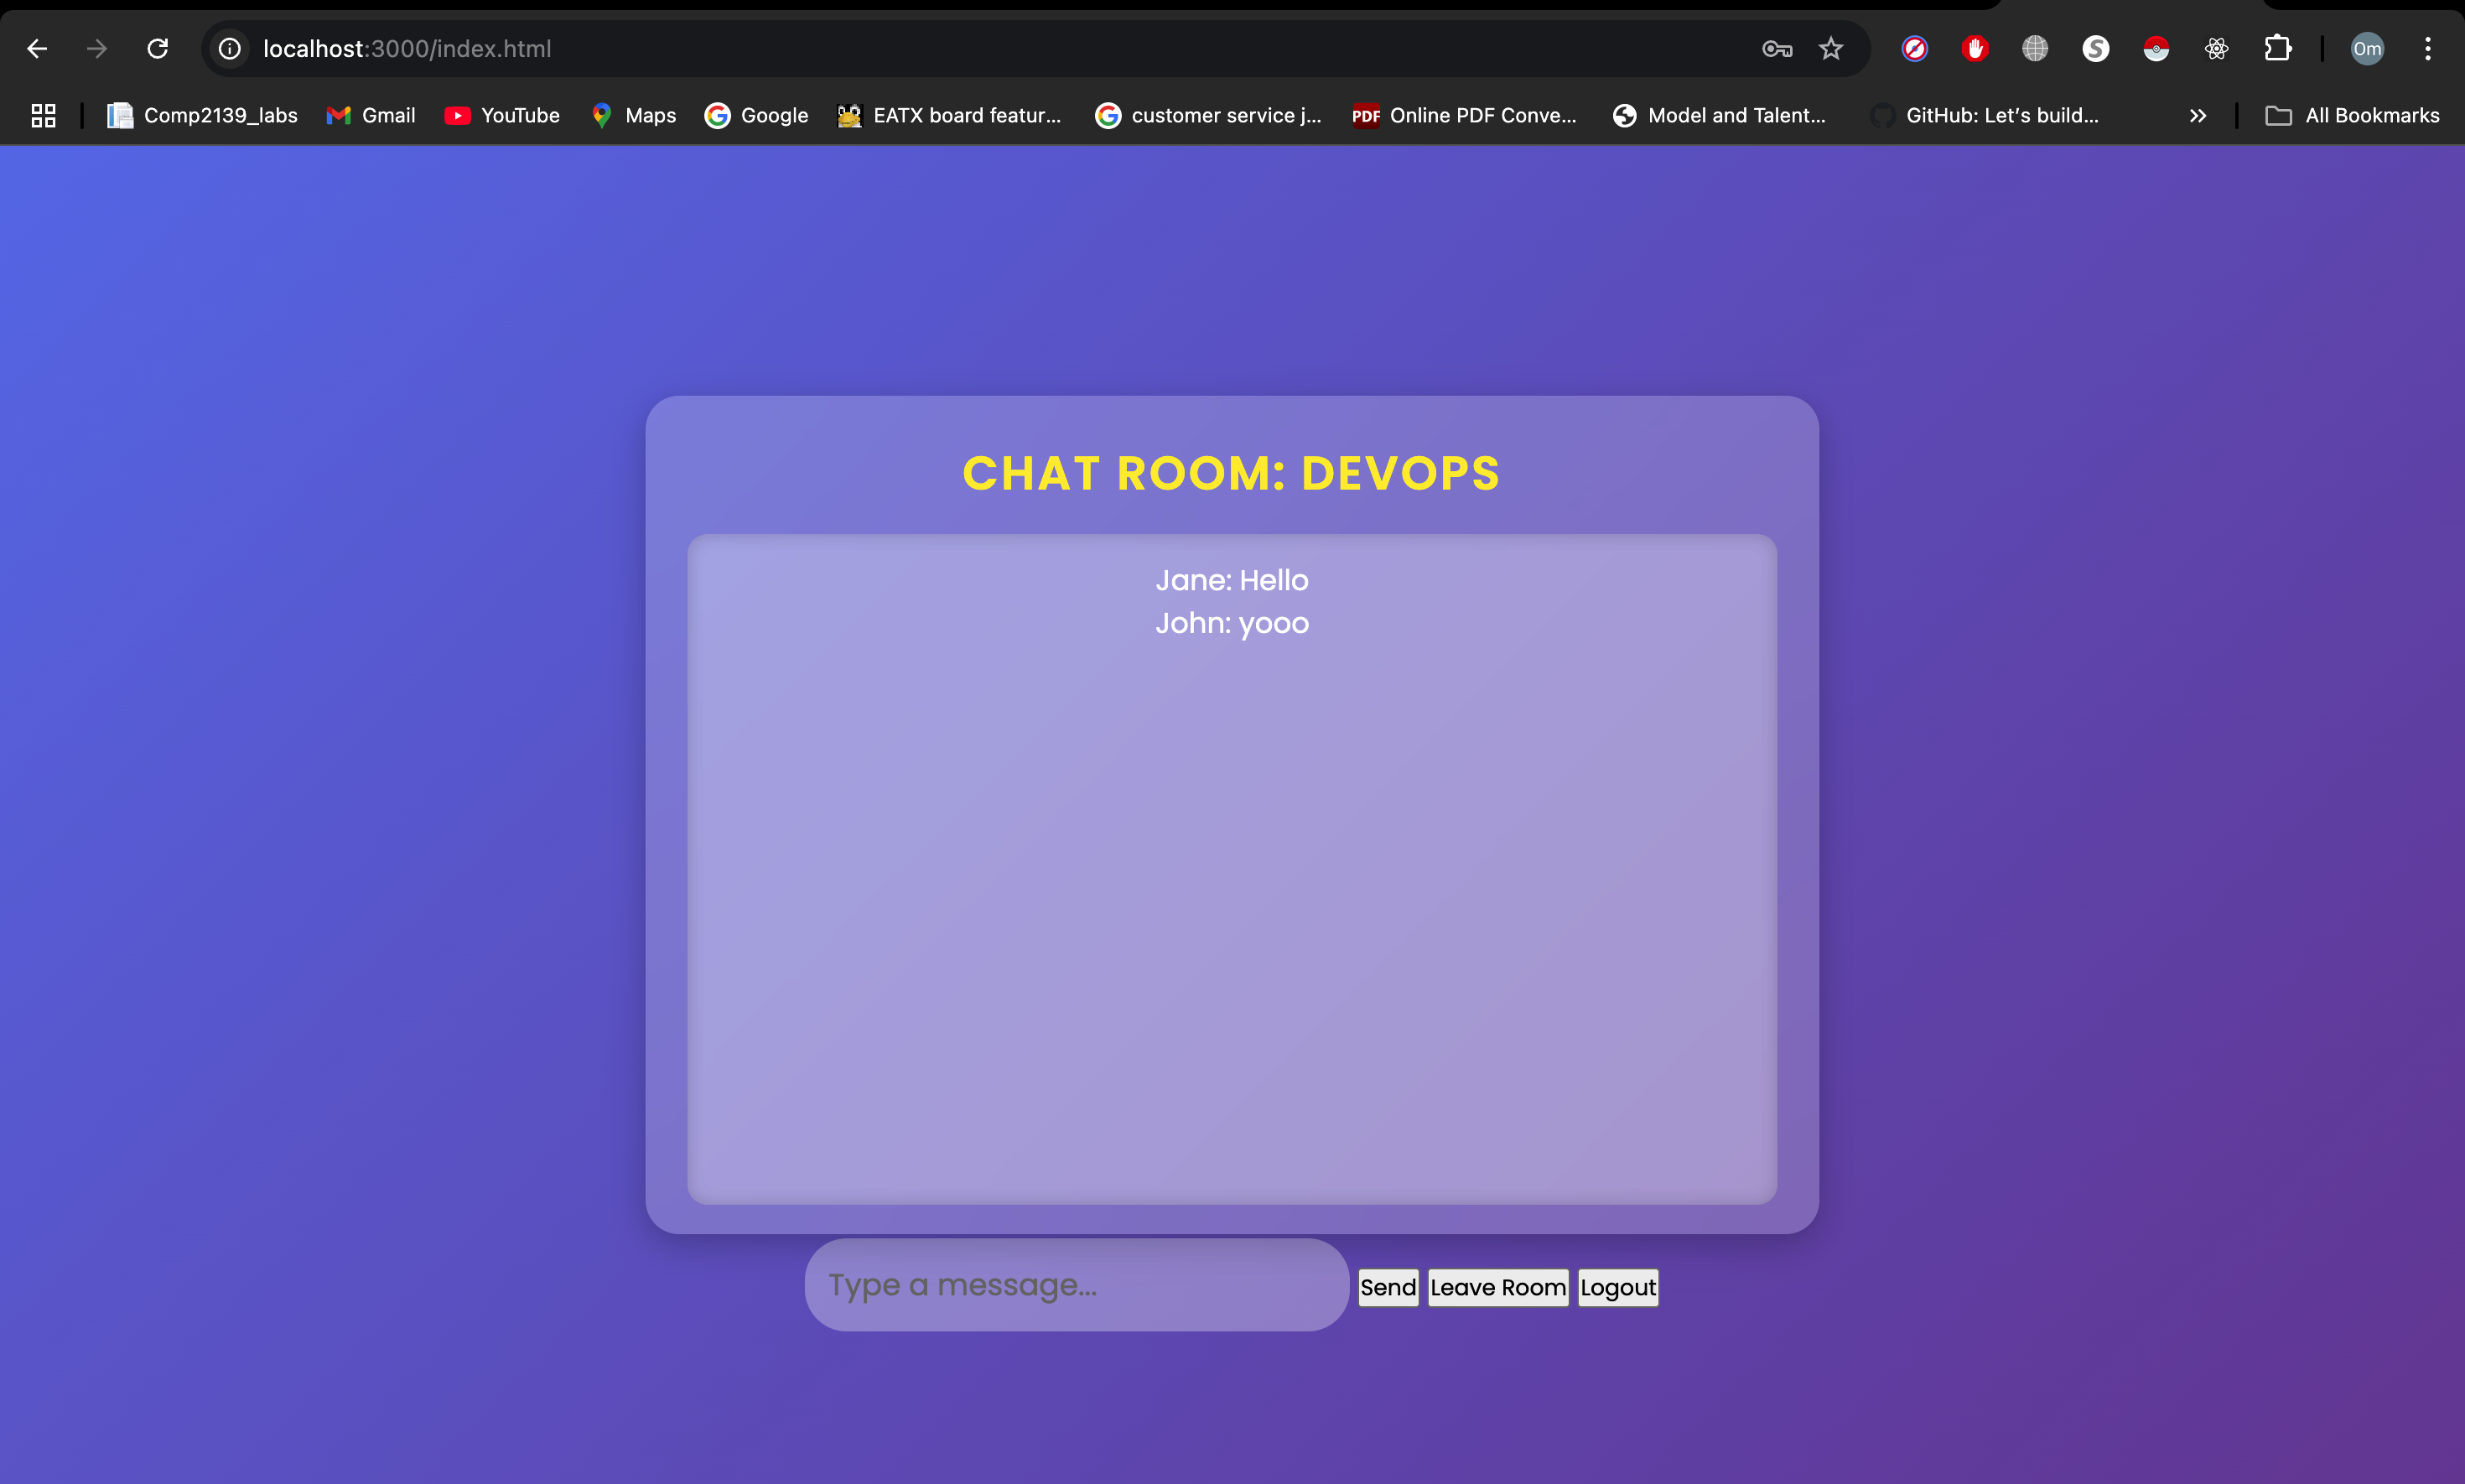 localhost:3000/index.html
Om
Comp2139_labs Gmail YouTube Maps Google EATX board featur... customer service j... PDF Online PDF Conve... Model and Talent... GitHub: Let's build... » All Bookmarks
CHAT ROOM: DEVOPS
Jane: Hello
John: yooo
Type a message... Send Leave Room Logout